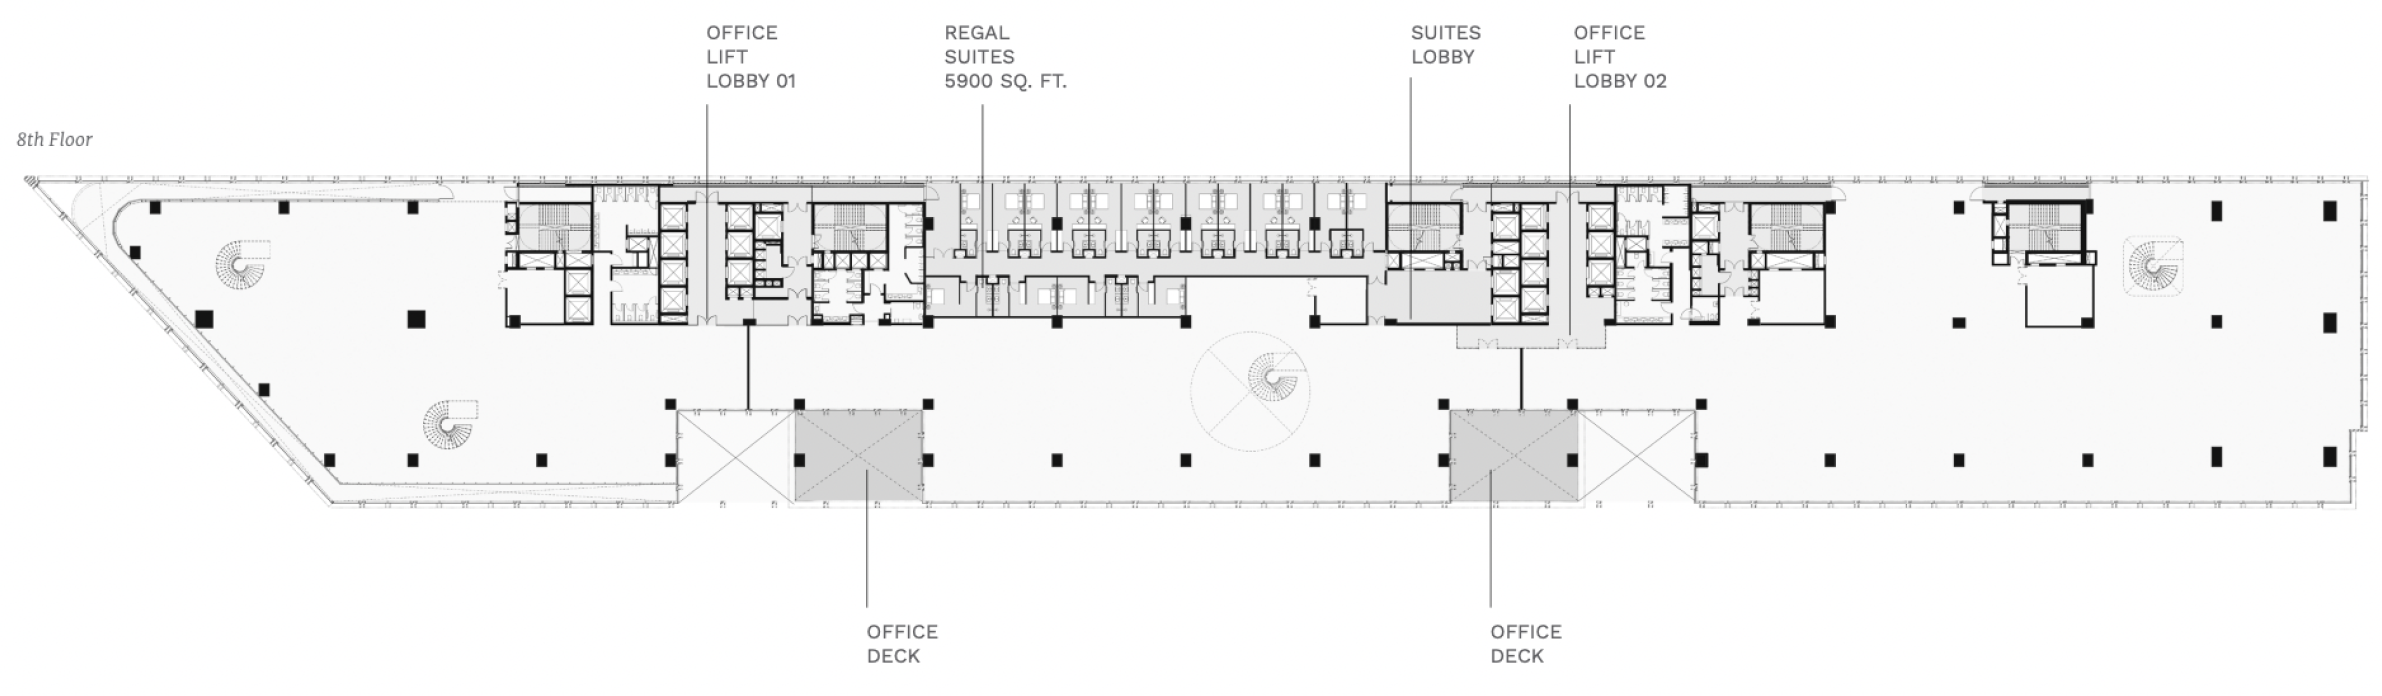 OFFICE
LIFT
LOBBY 01
REGAL
SUITES
5900 SQ. FT.
SUITES
LOBBY
OFFICE
LIFT
LOBBY 02
8th Floor
OFFICE
DECK
OFFICE
DECK